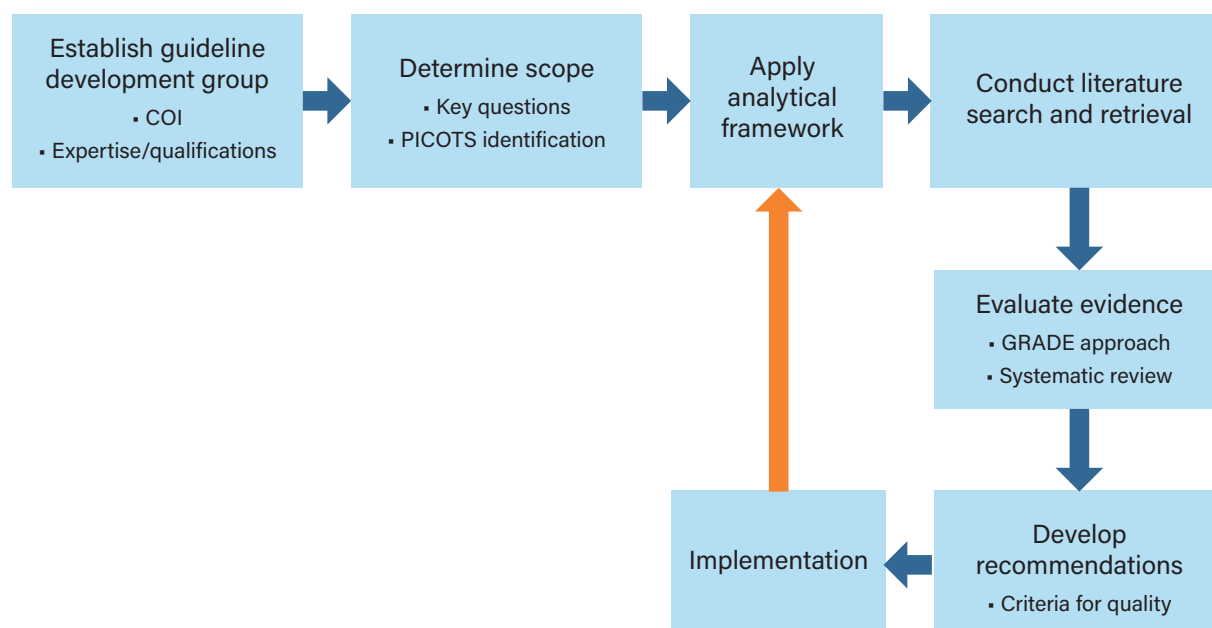 Establish guideline
development group
▪ COI
▪ Expertise/qualifications
Determine scope
▪ Key questions
▪ PICOTS identification
Apply
analytical
framework
Conduct literature
search and retrieval
Evaluate evidence
▪ GRADE approach
▪ Systematic review
Develop
recommendations
▪ Criteria for quality
Implementation